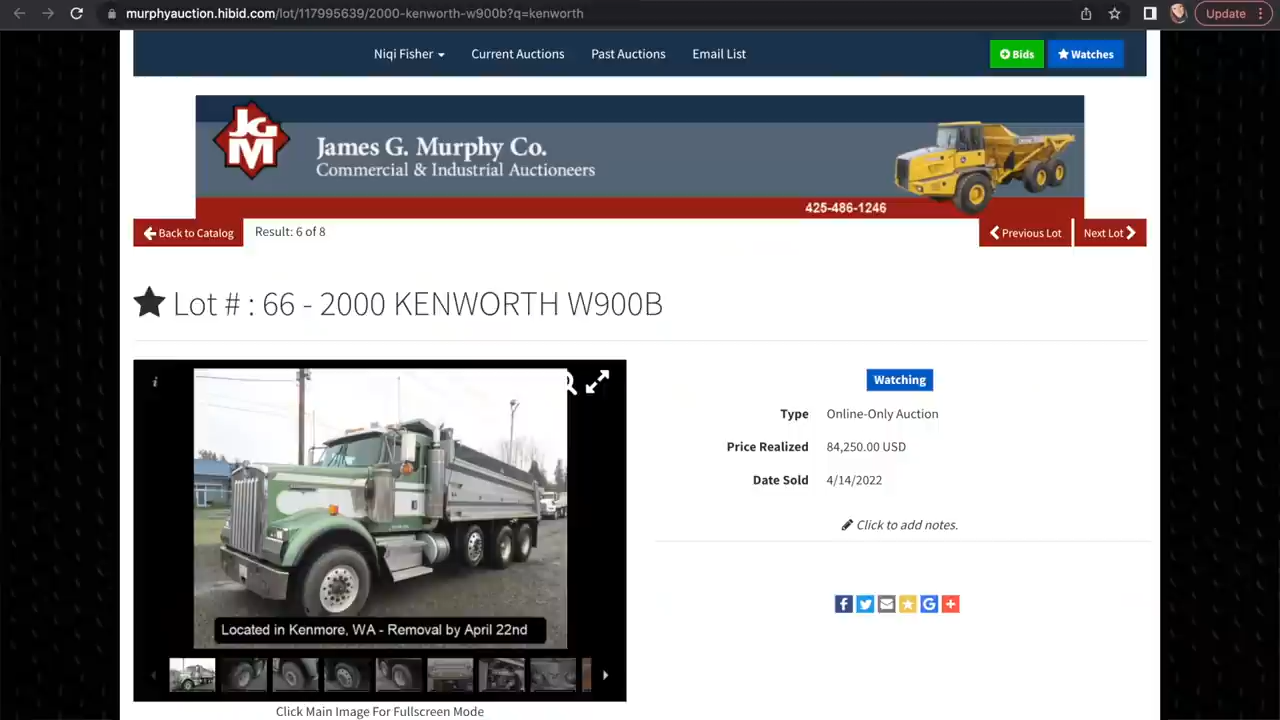 murphyauction.hibid.com/lot/117995639/2000-kenworth-w900b?q=kenworth
Update
Niqi Fisher
Current Auctions
Past Auctions
Email List
Bids
Watches
JGM
James G. Murphy Co.
Commercial & Industrial Auctioneers
425-486-1246
Back to Catalog
Result: 6 of 8
Previous Lot
Next Lot
Lot # : 66 - 2000 KENWORTH W900B
i
Located in Kenmore, WA - Removal by April 22nd
Click Main Image For Fullscreen Mode
Watching
Type Online-Only Auction
Price Realized 84,250.00 USD
Date Sold 4/14/2022
Click to add notes.